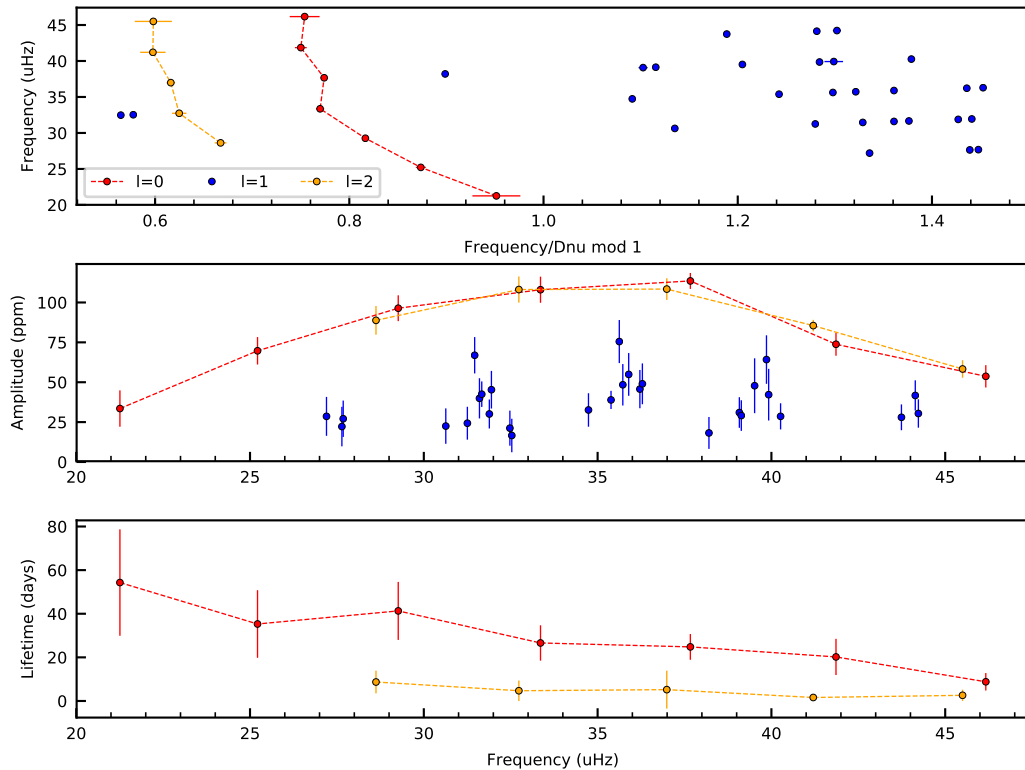 45
40
35
30
25
20
Frequency (uHz)
l=0 l=1 l=2
0.6 0.8 1.0 1.2 1.4
Frequency/Dnu mod 1
100
75
50
25
0
Amplitude (ppm)
20 25 30 35 40 45
80
60
40
20
0
Lifetime (days)
20 25 30 35 40 45
Frequency (uHz)